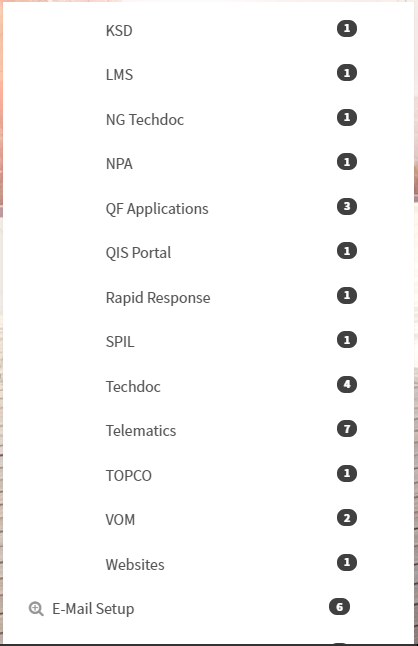 KSD 1
LMS 1
NG Techdoc 1
NPA 1
QF Applications 3
QIS Portal 1
Rapid Response 1
SPIL 1
Techdoc 4
Telematics 7
TOPCO 1
VOM 2
Websites 1
E-Mail Setup 6